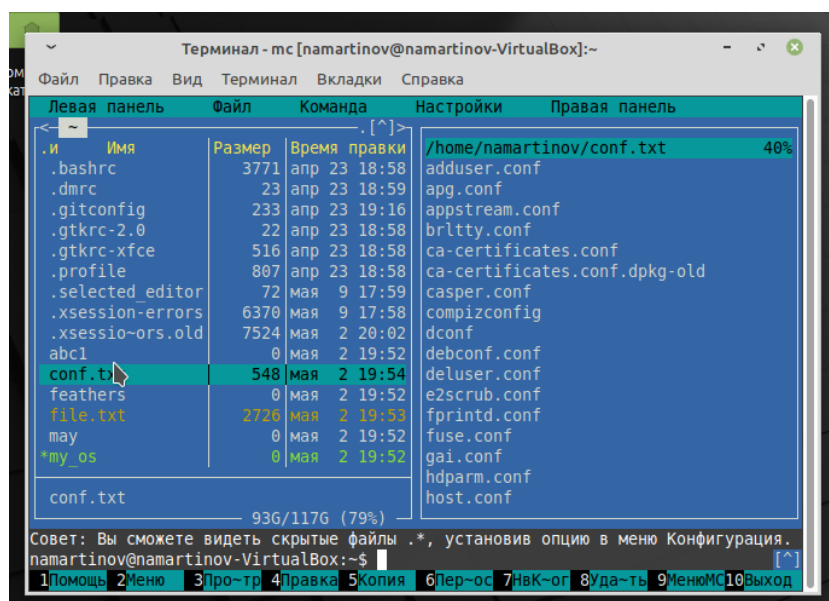 Терминал - mc [namartinov@namartinov-VirtualBox]:~
Файл Правка Вид Терминал Вкладки Справка
Левая панель Файл Команда Настройки Правая панель
<- ~ .[^]>
.и Имя Размер Время правки
.bashrc 3771 апр 23 18:58
.dmrc 23 апр 23 18:59
.gitconfig 233 апр 23 19:16
.gtkrc-2.0 22 апр 23 18:58
.gtkrc-xfce 516 апр 23 18:58
.profile 807 апр 23 18:58
.selected_editor 72 мая 9 17:59
.xsession-errors 6370 мая 9 17:58
.xsessio~ors.old 7524 мая 2 20:02
abc1 0 мая 2 19:52
conf.txt 548 мая 2 19:54
feathers 0 мая 2 19:52
file.txt 2726 мая 2 19:53
may 0 мая 2 19:52
*my_os 0 мая 2 19:52
conf.txt
93G/117G (79%)
/home/namartinov/conf.txt 40%
adduser.conf
apg.conf
appstream.conf
brltty.conf
ca-certificates.conf
ca-certificates.conf.dpkg-old
casper.conf
compizconfig
dconf
debconf.conf
deluser.conf
e2scrub.conf
fprintd.conf
fuse.conf
gai.conf
hdparm.conf
host.conf
Совет: Вы сможете видеть скрытые файлы .*, установив опцию в меню Конфигурация.
namartinov@namartinov-VirtualBox:~$ [^]
1Помощь 2Меню 3Про~тр 4Правка 5Копия 6Пер~ос 7НвК~ог 8Уда~ть 9МенюMC 10Выход